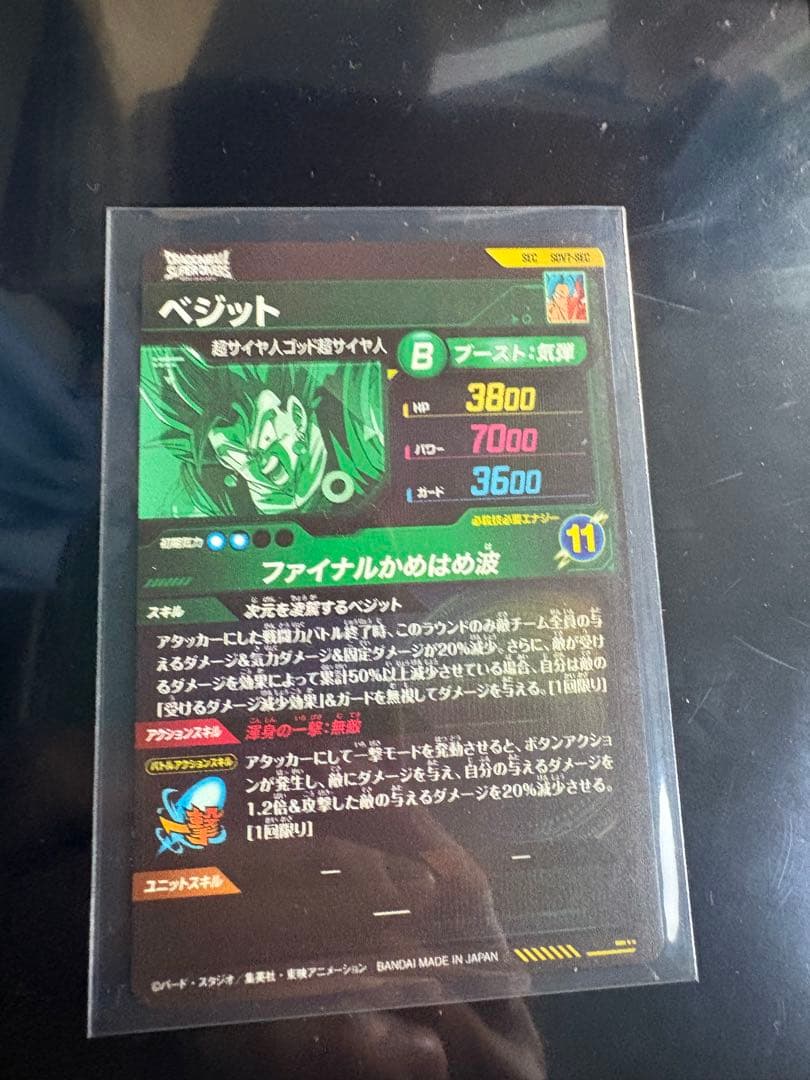 DRAGONBALL
SUPER DIVERS
SEC
ベジット
超サイヤ人ゴッド超サイヤ人
B ブースト:気弾
HP 3800
パワー 7000
ガード 3600
初期気力
必殺技必要エナジー
11
ファイナルかめはめ波
スキル 次元を凌駕するベジット
アタッカーにした戦闘力バトル終了時、このラウンドのみ敵チーム全員の与
えるダメージ&気力ダメージ&固定ダメージが20%減少。さらに、敵が受け
るダメージを効果によって累計50%以上減少させている場合、自分は敵の
[受けるダメージ減少効果]&ガードを無視してダメージを与える。[1回限り]
アクションスキル 渾身の一撃:無敵
バトルアクションスキル
アタッカーにして一撃モードを発動させると、ボタンアクショ
ンが発生し、敵にダメージを与え、自分の与えるダメージを
1.2倍&攻撃した敵の与えるダメージを20%減少させる。
[1回限り]
一撃
ユニットスキル
©バード・スタジオ/集英社・東映アニメーション BANDAI MADE IN JAPAN